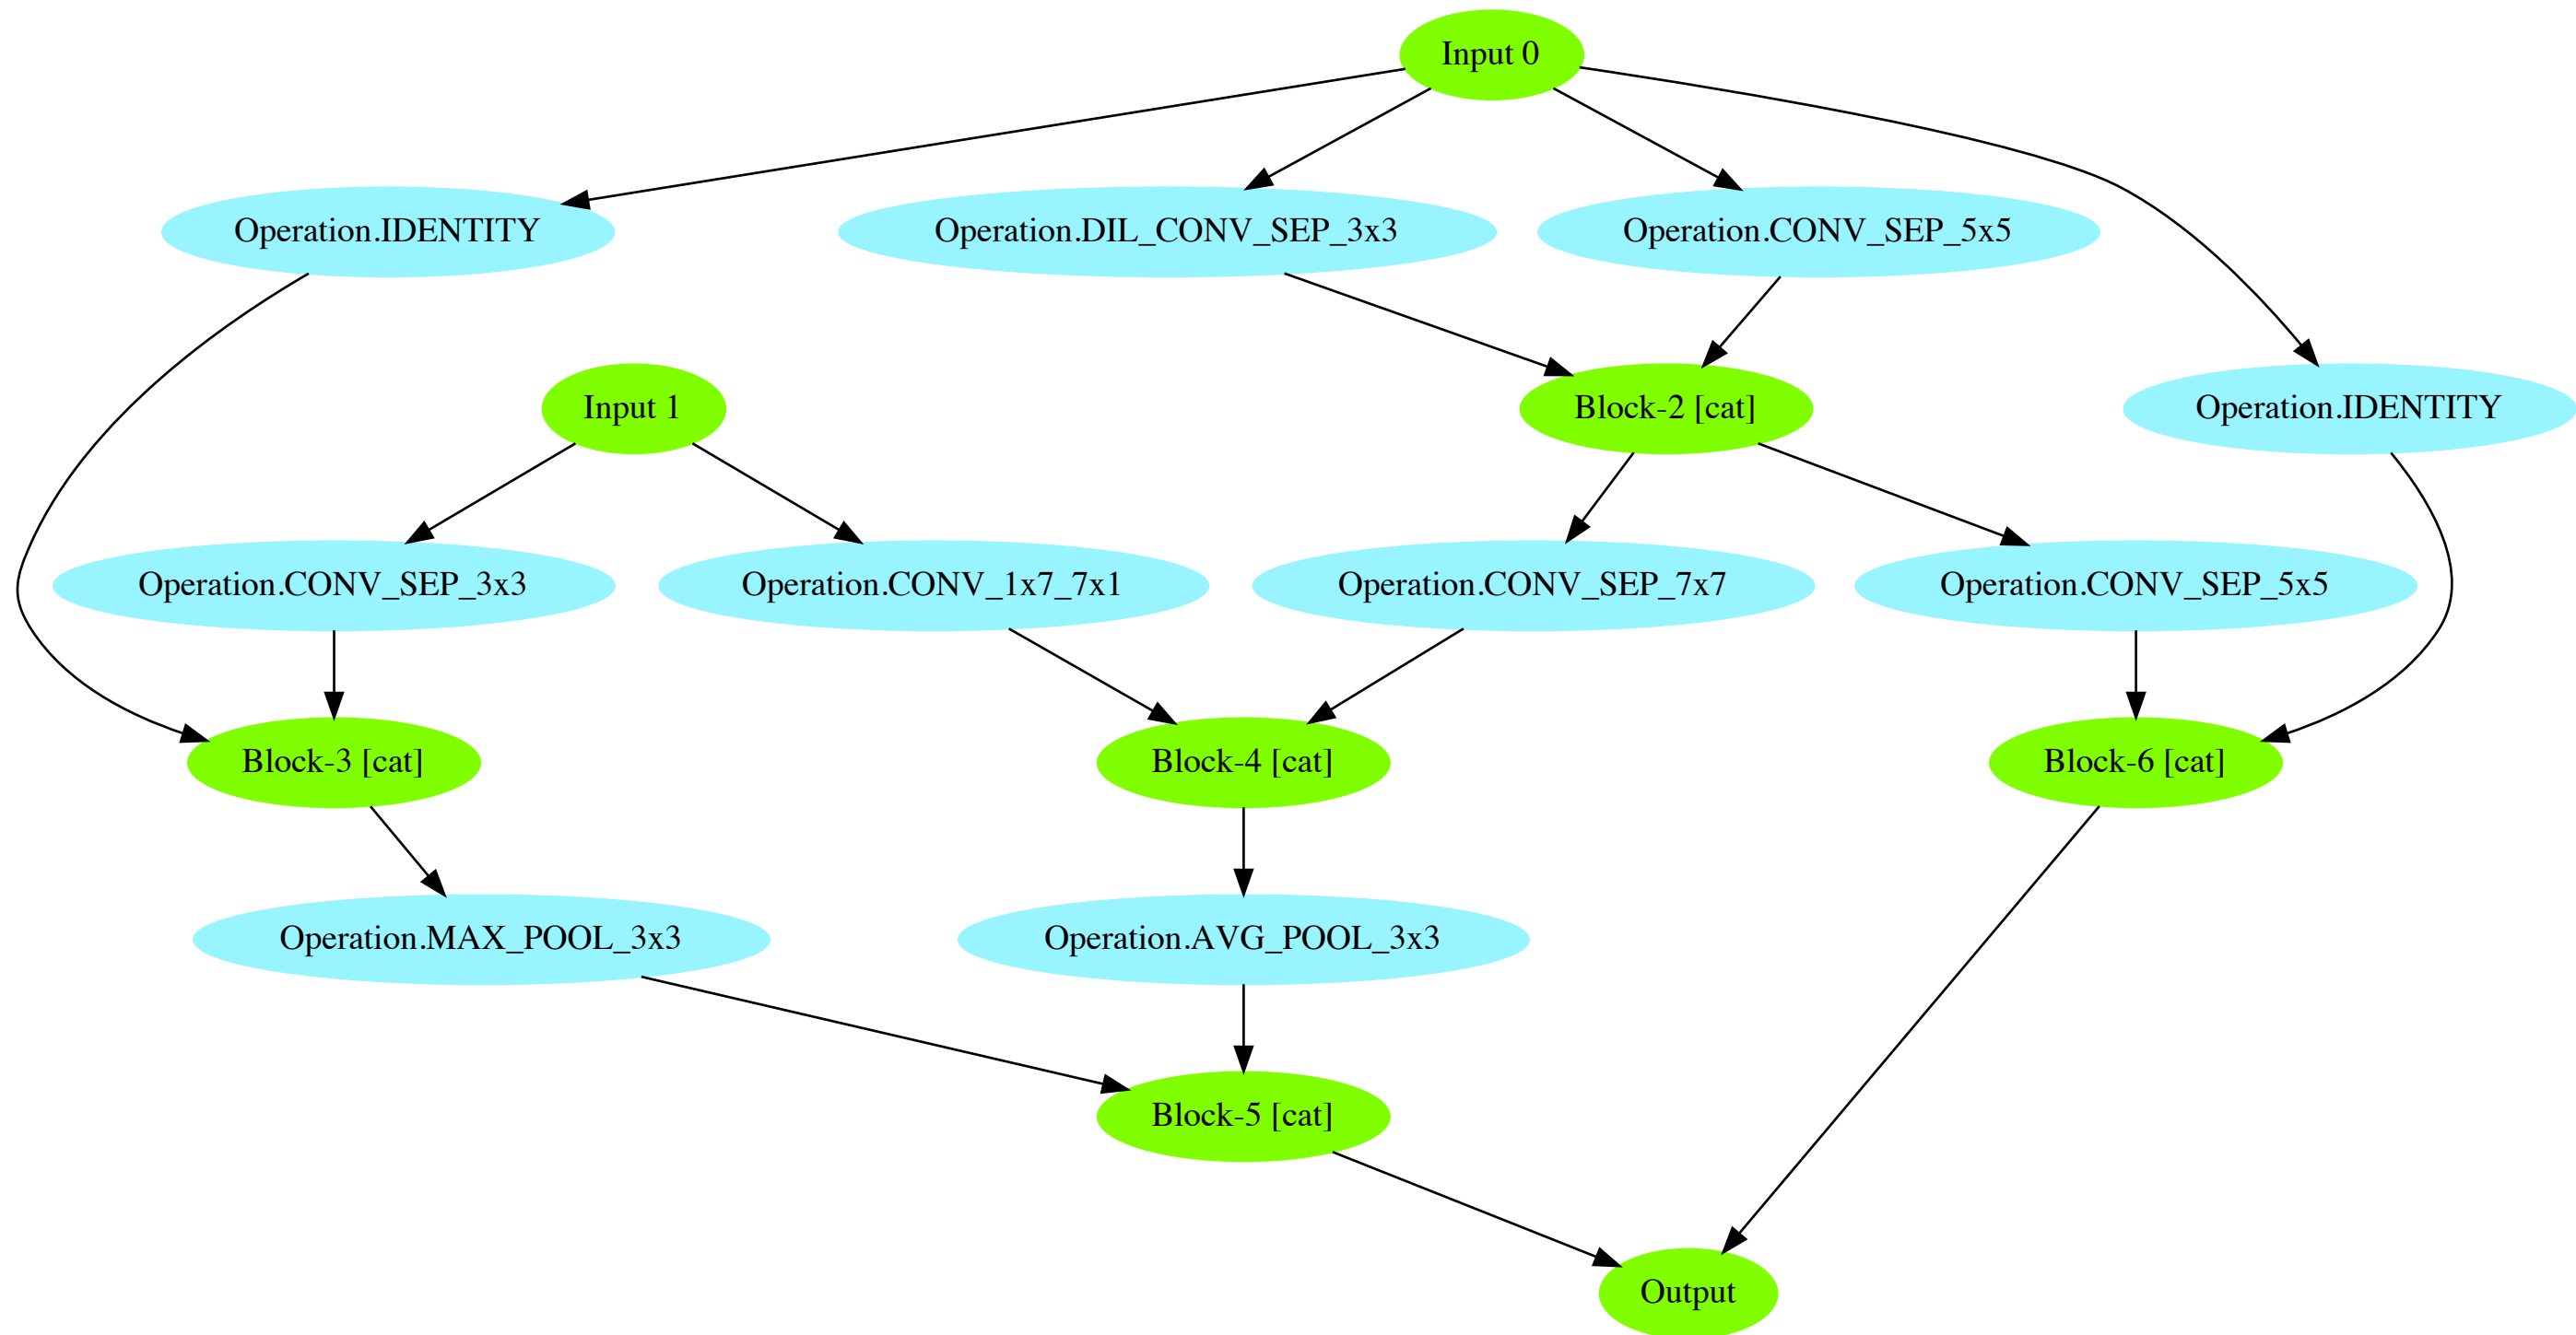 Input 0
Operation.IDENTITY
Operation.DIL_CONV_SEP_3x3
Operation.CONV_SEP_5x5
Input 1
Block-2 [cat]
Operation.IDENTITY
Operation.CONV_SEP_3x3
Operation.CONV_1x7_7x1
Operation.CONV_SEP_7x7
Operation.CONV_SEP_5x5
Block-3 [cat]
Block-4 [cat]
Block-6 [cat]
Operation.MAX_POOL_3x3
Operation.AVG_POOL_3x3
Block-5 [cat]
Output